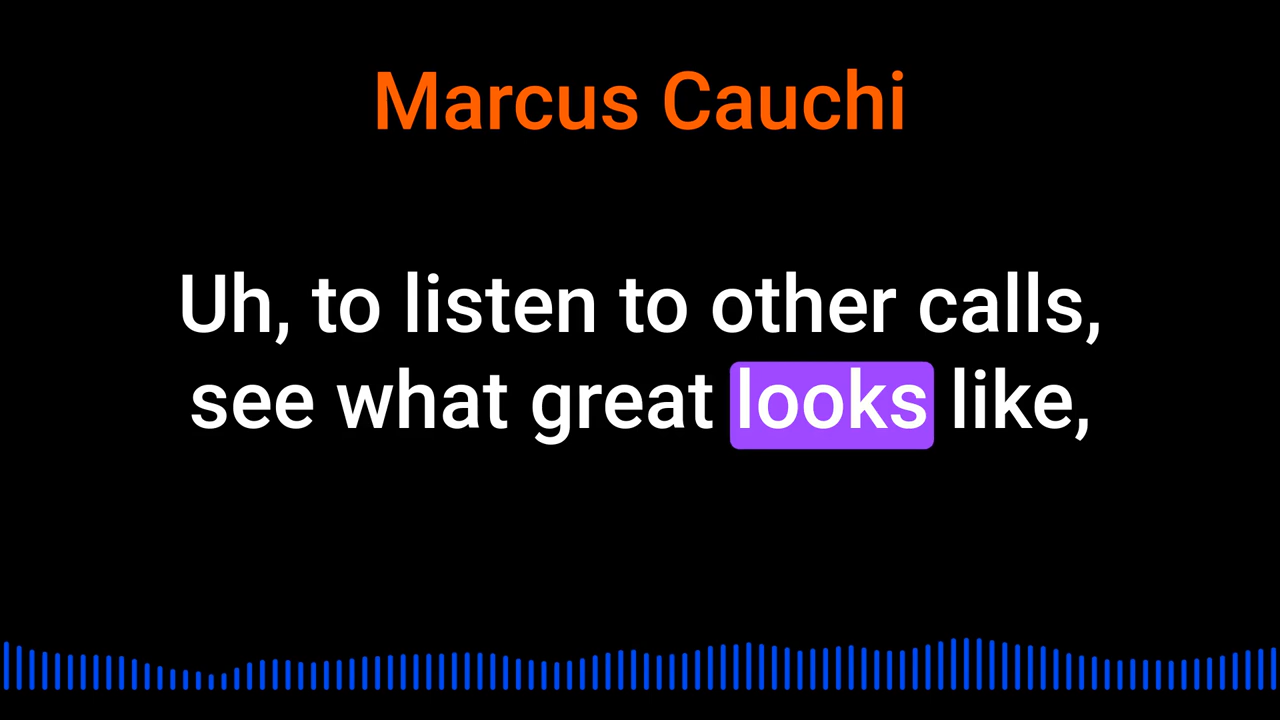 Marcus Cauchi
Uh, to listen to other calls,
see what great looks like,